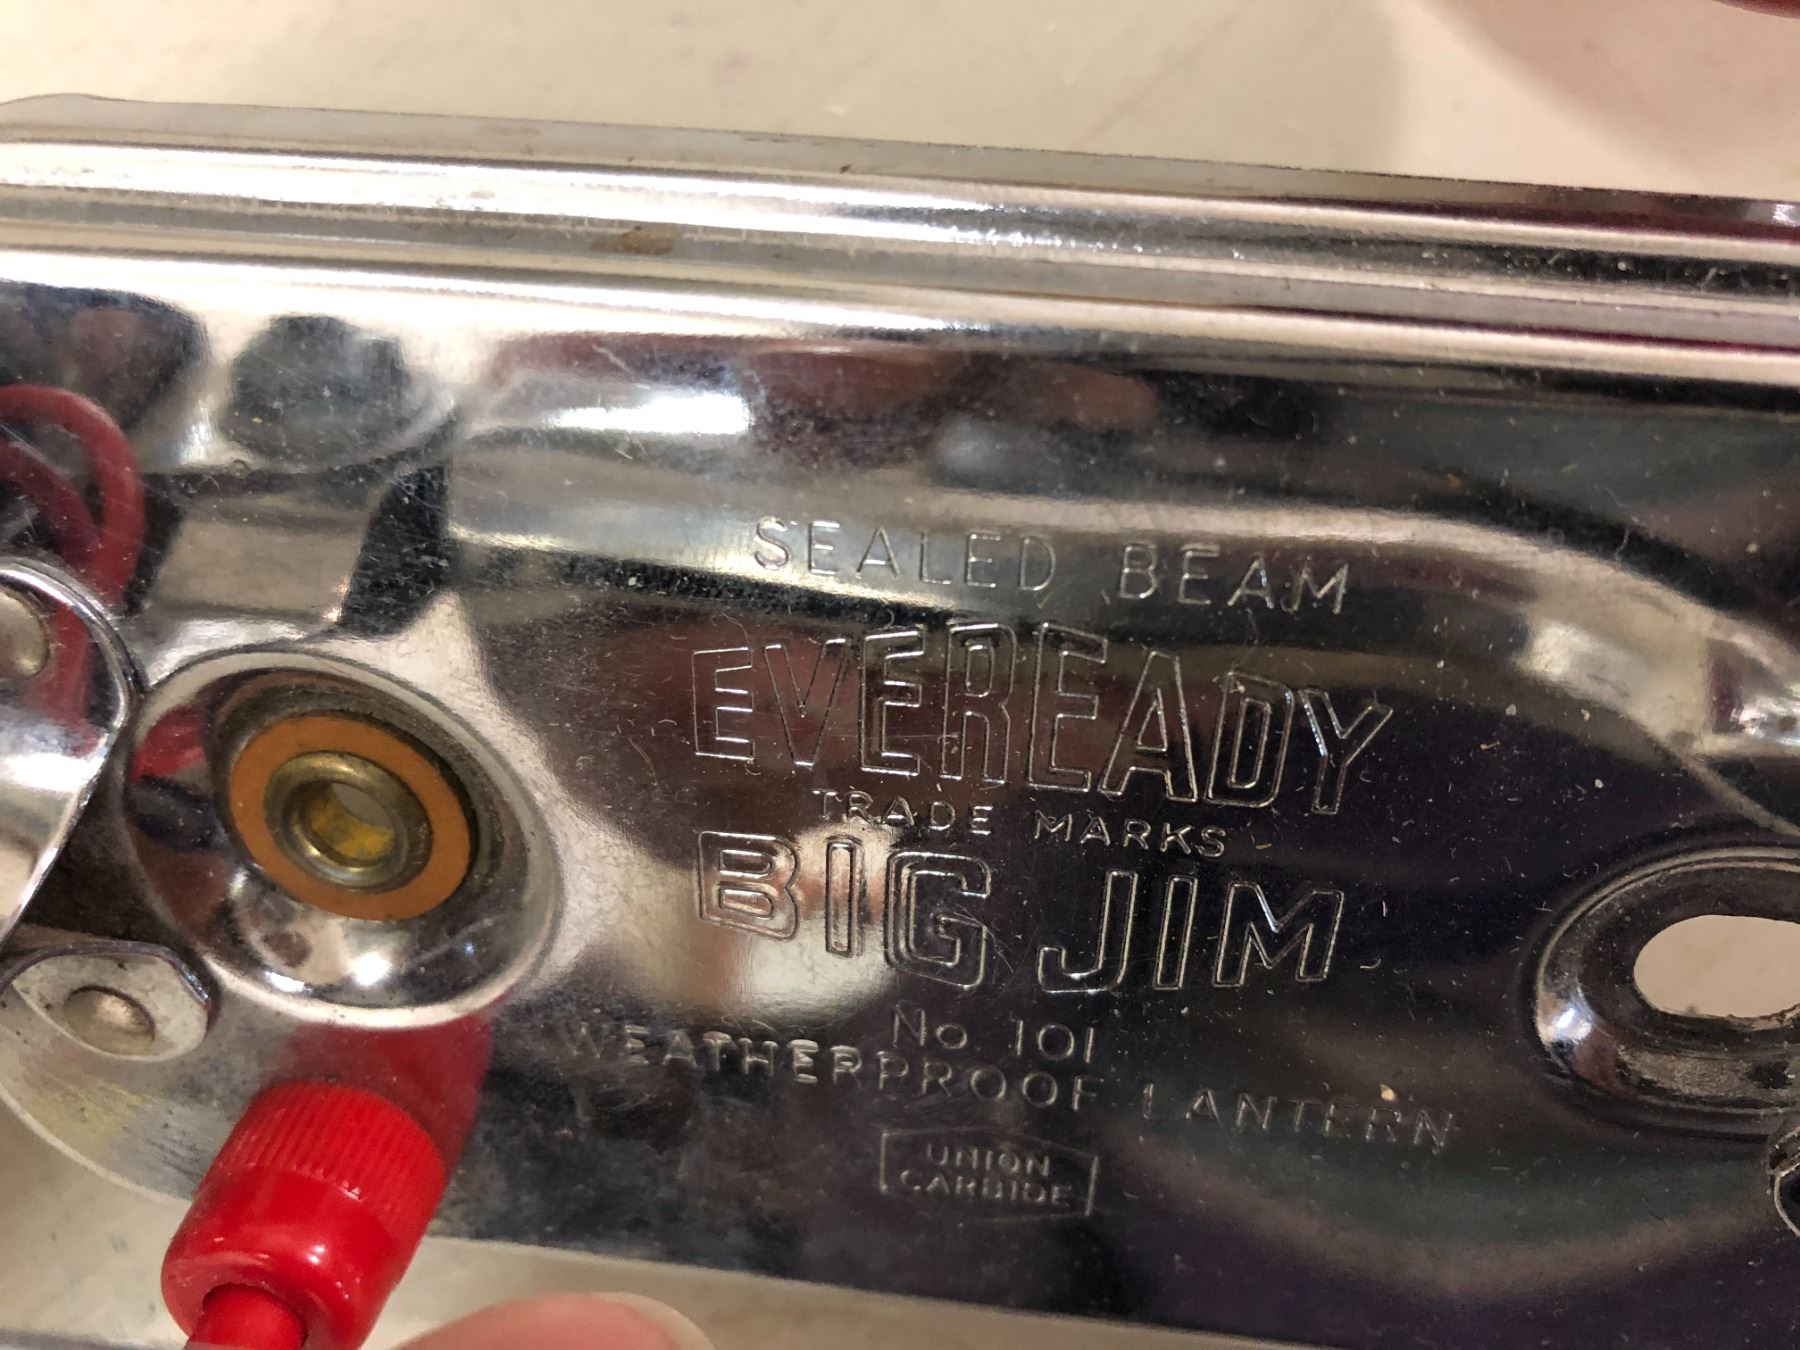 SEALED BEAM
EVEREADY
TRADE MARKS
BIG JIM
No 101
WEATHERPROOF LANTERN
UNION
CARBIDE